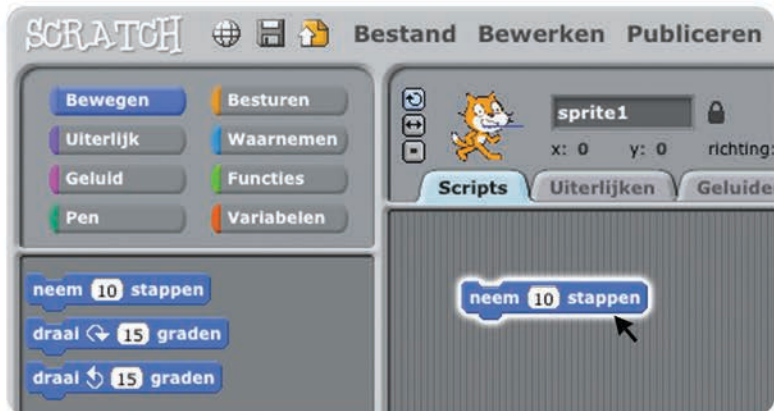 SCRATCH Bestand Bewerken Publiceren
Bewegen Besturen
Uiterlijk Waarnemen
Geluid Functies
Pen Variabelen
sprite1
x: 0 y: 0 richting:
Scripts Uiterlijken Geluide
neem 10 stappen
draai 15 graden
draai 15 graden
neem 10 stappen